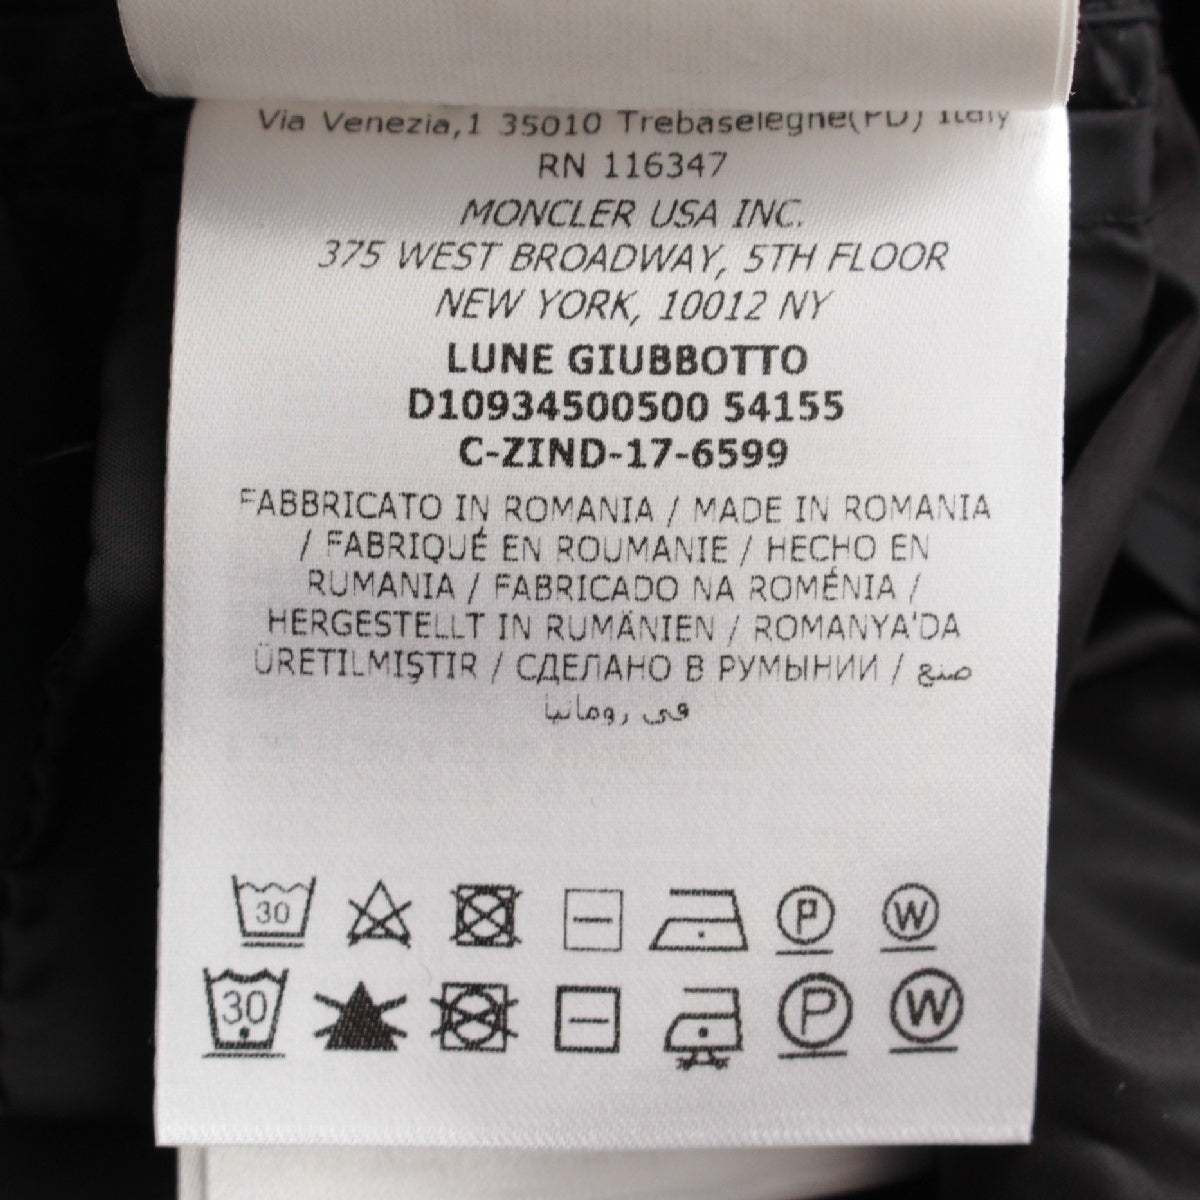 Via Venezia,1 35010 Trebaselegne(PD) Italy
RN 116347
MONCLER USA INC.
375 WEST BROADWAY, 5TH FLOOR
NEW YORK, 10012 NY
LUNE GIUBBOTTO
D10934500500 54155
C-ZIND-17-6599
FABBRICATO IN ROMANIA / MADE IN ROMANIA
/ FABRIQUÉ EN ROUMANIE / HECHO EN
RUMANIA / FABRICADO NA ROMÉNIA /
HERGESTELLT IN RUMÄNIEN / ROMANYA'DA
ÜRETILMIŞTIR / СДЕЛАНО В РУМЫНИИ / صنع
في رومانيا
30 P W
30 P W